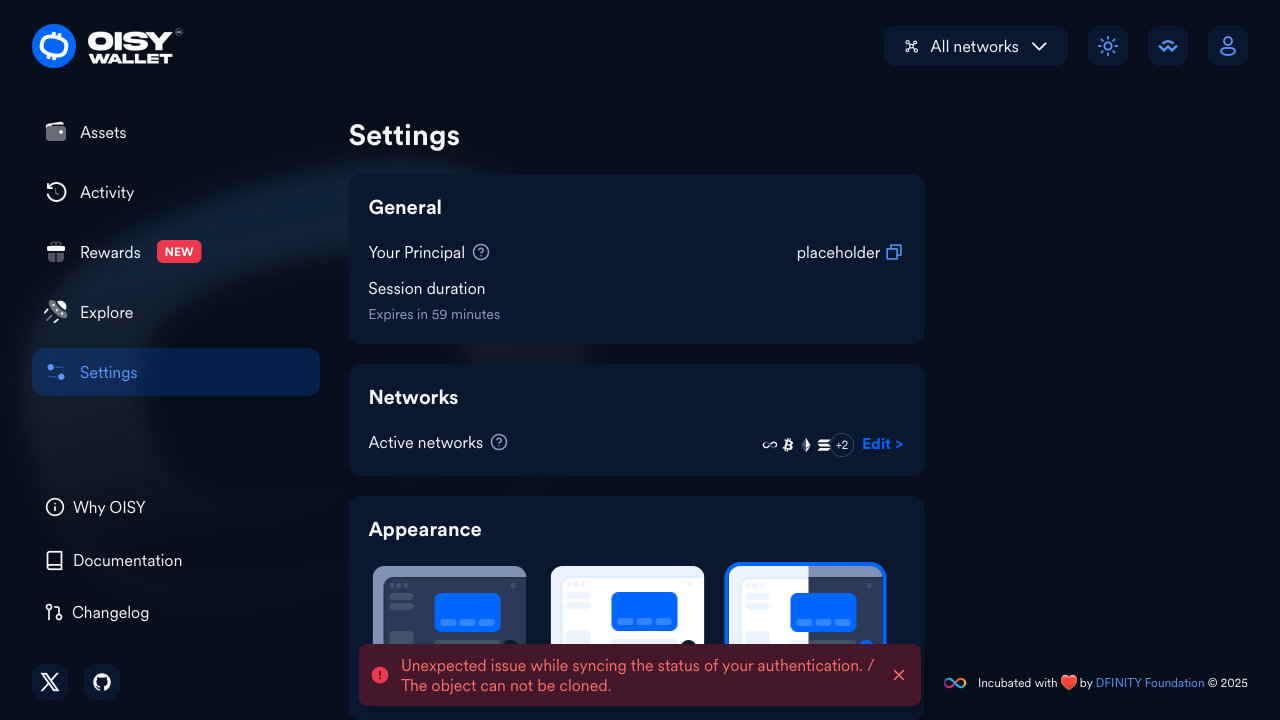 OISY
WALLET
All networks
Assets
Activity
Rewards
NEW
Explore
Settings
Why OISY
Documentation
Changelog
Settings
General
Your Principal
placeholder
Session duration
Expires in 59 minutes
Networks
Active networks
+2
Edit >
Appearance
Unexpected issue while syncing the status of your authentication. /
The object can not be cloned.
Incubated with ❤️ by DFINITY Foundation © 2025